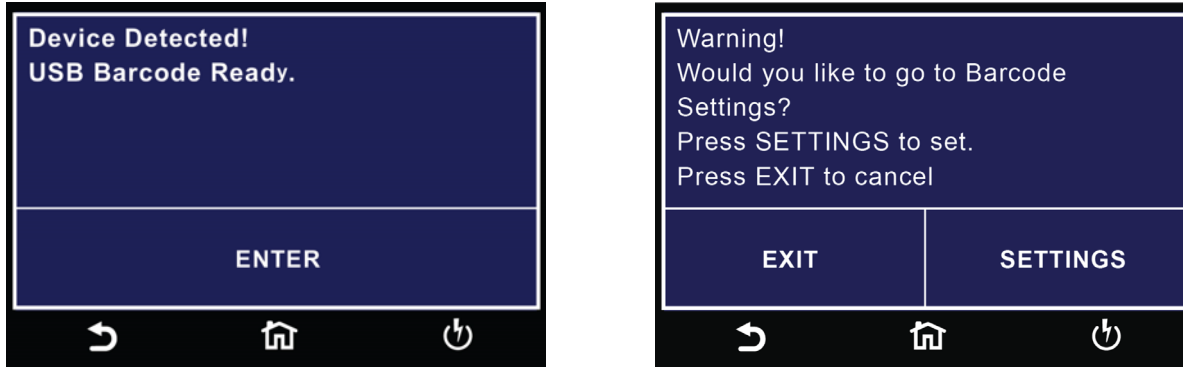 Device Detected!
USB Barcode Ready.
ENTER
Warning!
Would you like to go to Barcode
Settings?
Press SETTINGS to set.
Press EXIT to cancel
EXIT
SETTINGS